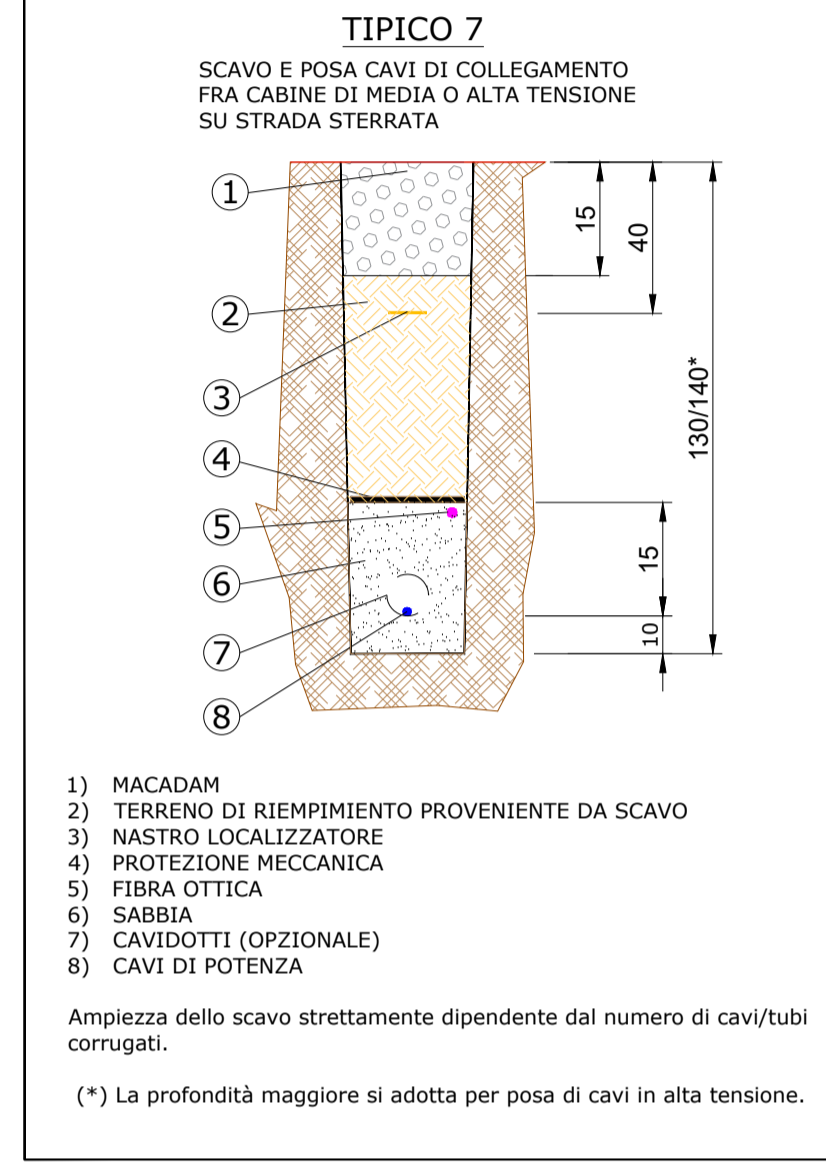 TIPICO 7
SCAVO E POSA CAVI DI COLLEGAMENTO
FRA CABINE DI MEDIA O ALTA TENSIONE
SU STRADA STERRATA
1
2
3
4
5
6
7
8
15
40
130/140*
15
10
1) MACADAM
2) TERRENO DI RIEMPIMIENTO PROVENIENTE DA SCAVO
3) NASTRO LOCALIZZATORE
4) PROTEZIONE MECCANICA
5) FIBRA OTTICA
6) SABBIA
7) CAVIDOTTI (OPZIONALE)
8) CAVI DI POTENZA
Ampiezza dello scavo strettamente dipendente dal numero di cavi/tubi
corrugati.
(*) La profondità maggiore si adotta per posa di cavi in alta tensione.